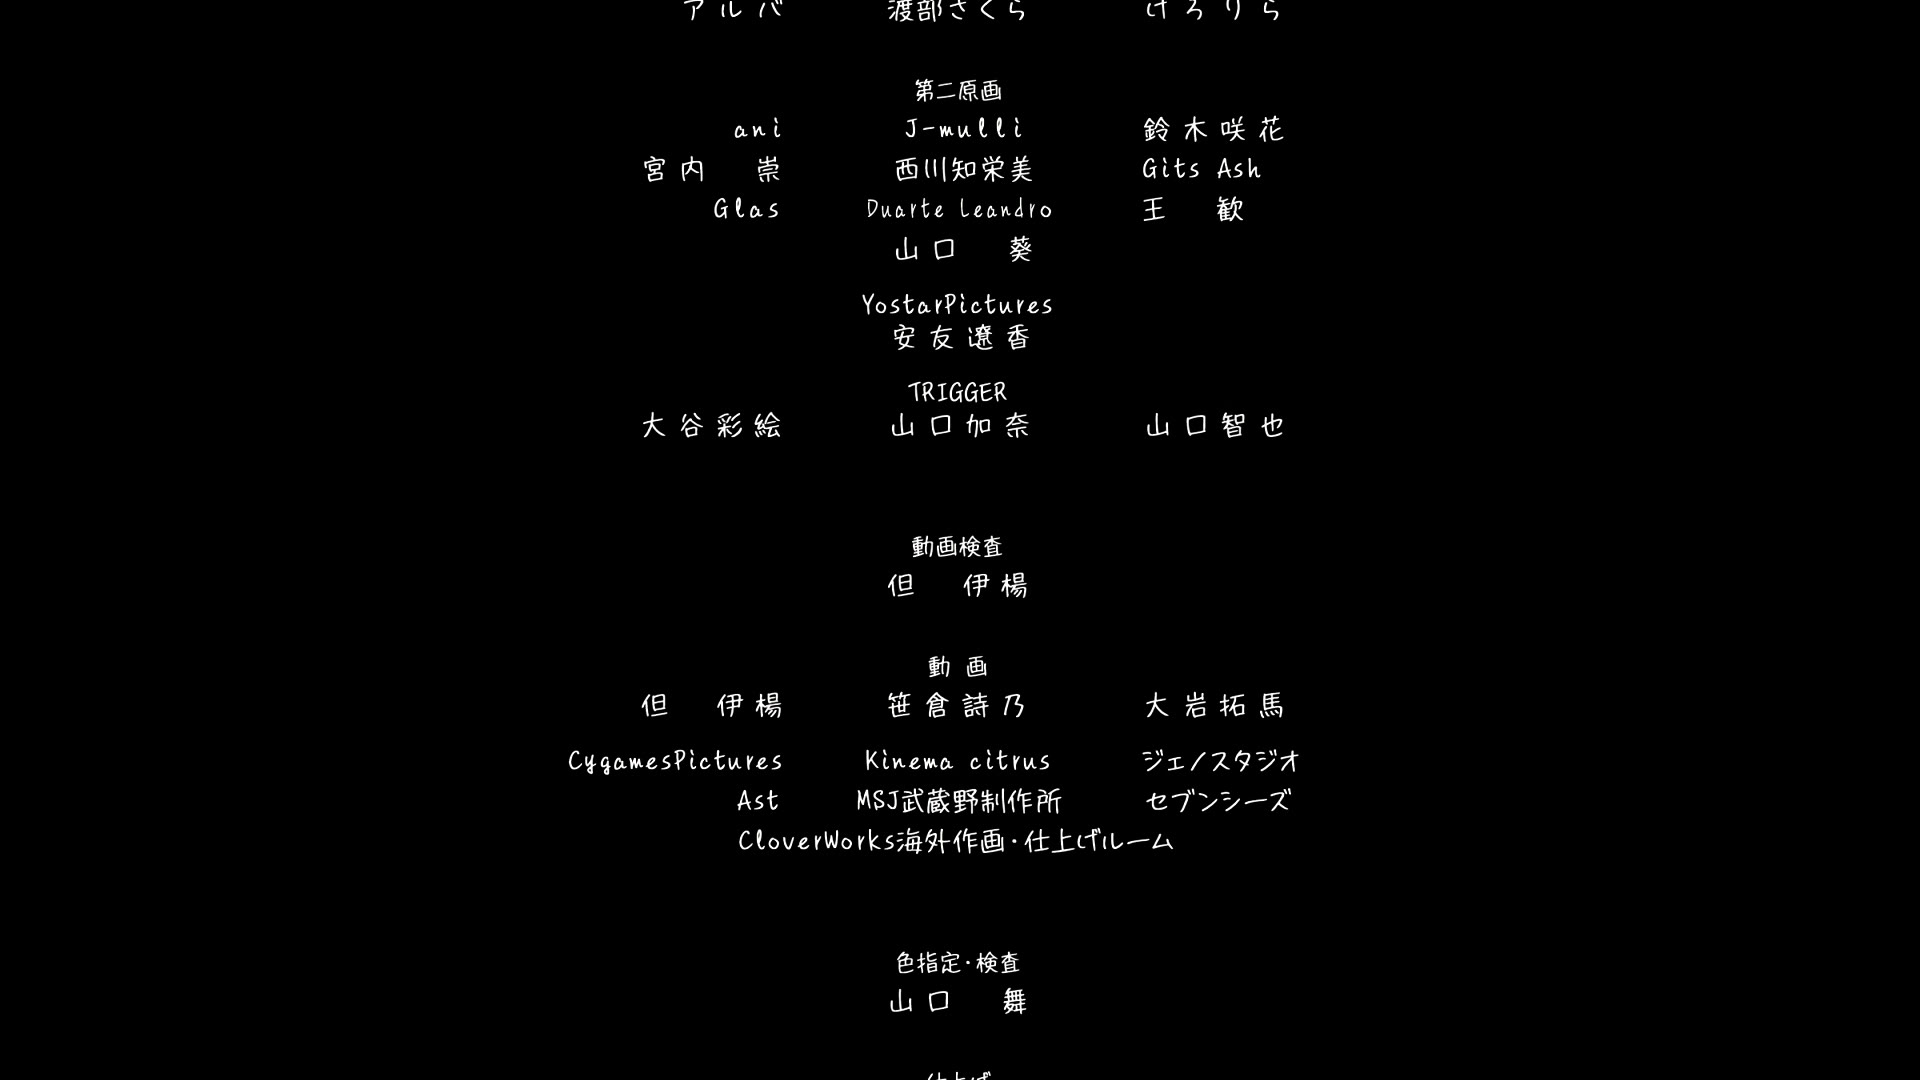 アルバ 渡部さくら けろりら
第二原画
ani J-mulli 鈴木咲花
宮内 崇 西川知栄美 Gits Ash
Glas Duarte Leandro 王 歓
山口 葵
YostarPictures
安友遼香
TRIGGER
大谷彩絵 山口加奈 山口智也
動画検査
但 伊楊
動画
但 伊楊 笹倉詩乃 大岩拓馬
CygamesPictures Kinema citrus ジェノスタジオ
Ast MSJ武蔵野制作所 セブンシーズ
CloverWorks海外作画・仕上げルーム
色指定・検査
山口 舞
仕上げ